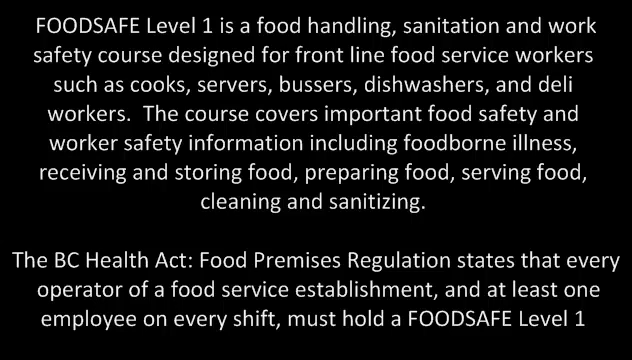 FOODSAFE Level 1 is a food handling, sanitation and work
safety course designed for front line food service workers
such as cooks, servers, bussers, dishwashers, and deli
workers.  The course covers important food safety and
worker safety information including foodborne illness,
receiving and storing food, preparing food, serving food,
cleaning and sanitizing.
The BC Health Act: Food Premises Regulation states that every
operator of a food service establishment, and at least one
employee on every shift, must hold a FOODSAFE Level 1